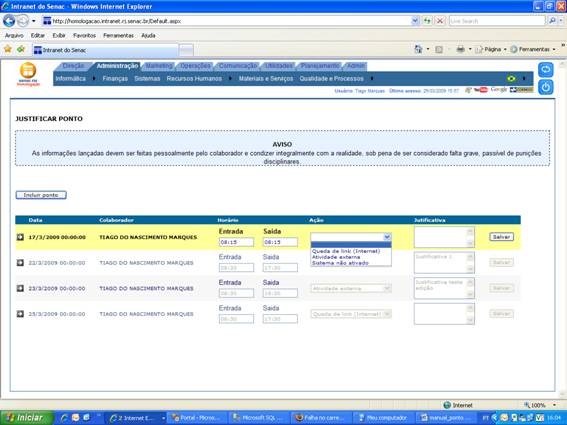 Intranet do Senac - Windows Internet Explorer
http://homologacao.intranet.rs.senac.br/Default.aspx
Live Search
Arquivo Editar Exibir Favoritos Ferramentas Ajuda
Intranet do Senac
Página Ferramentas
Direção Administração Marketing Operações Comunicação Utilidades Planejamento Admin
Informática Finanças Sistemas Recursos Humanos Materiais e Serviços Qualidade e Processos
Usuário: Tiago Marques Último acesso: 25/03/2009 15:57
Google
JUSTIFICAR PONTO
AVISO
As informações lançadas devem ser feitas pessoalmente pelo colaborador e condizer integralmente com a realidade, sob pena de ser considerado falta grave, passível de punições
disciplinares.
Incluir ponto
Data Colaborador Horário Ação Jutificativa
17/3/2009 00:00:00 TIAGO DO NASCIMENTO MARQUES Entrada Saída
08:15 08:15 Salvar
Queda de link (Internet)
Atividade externa
Sistema não ativado
22/3/2009 00:00:00 TIAGO DO NASCIMENTO MARQUES Entrada Saída Justificativa 1
08:30 17:30 Salvar
23/3/2009 00:00:00 TIAGO DO NASCIMENTO MARQUES Entrada Saída Atividade externa Justificativa teste
edição Salvar
25/3/2009 00:00:00 TIAGO DO NASCIMENTO MARQUES Entrada Saída Queda de link (Internet) Salvar
08:30 17:30
Internet 100%
Iniciar 2 Internet E... Portal - Micros... Microsoft SQL ... Falha no carre... Meu computador manual_ponto ... PT 16:04